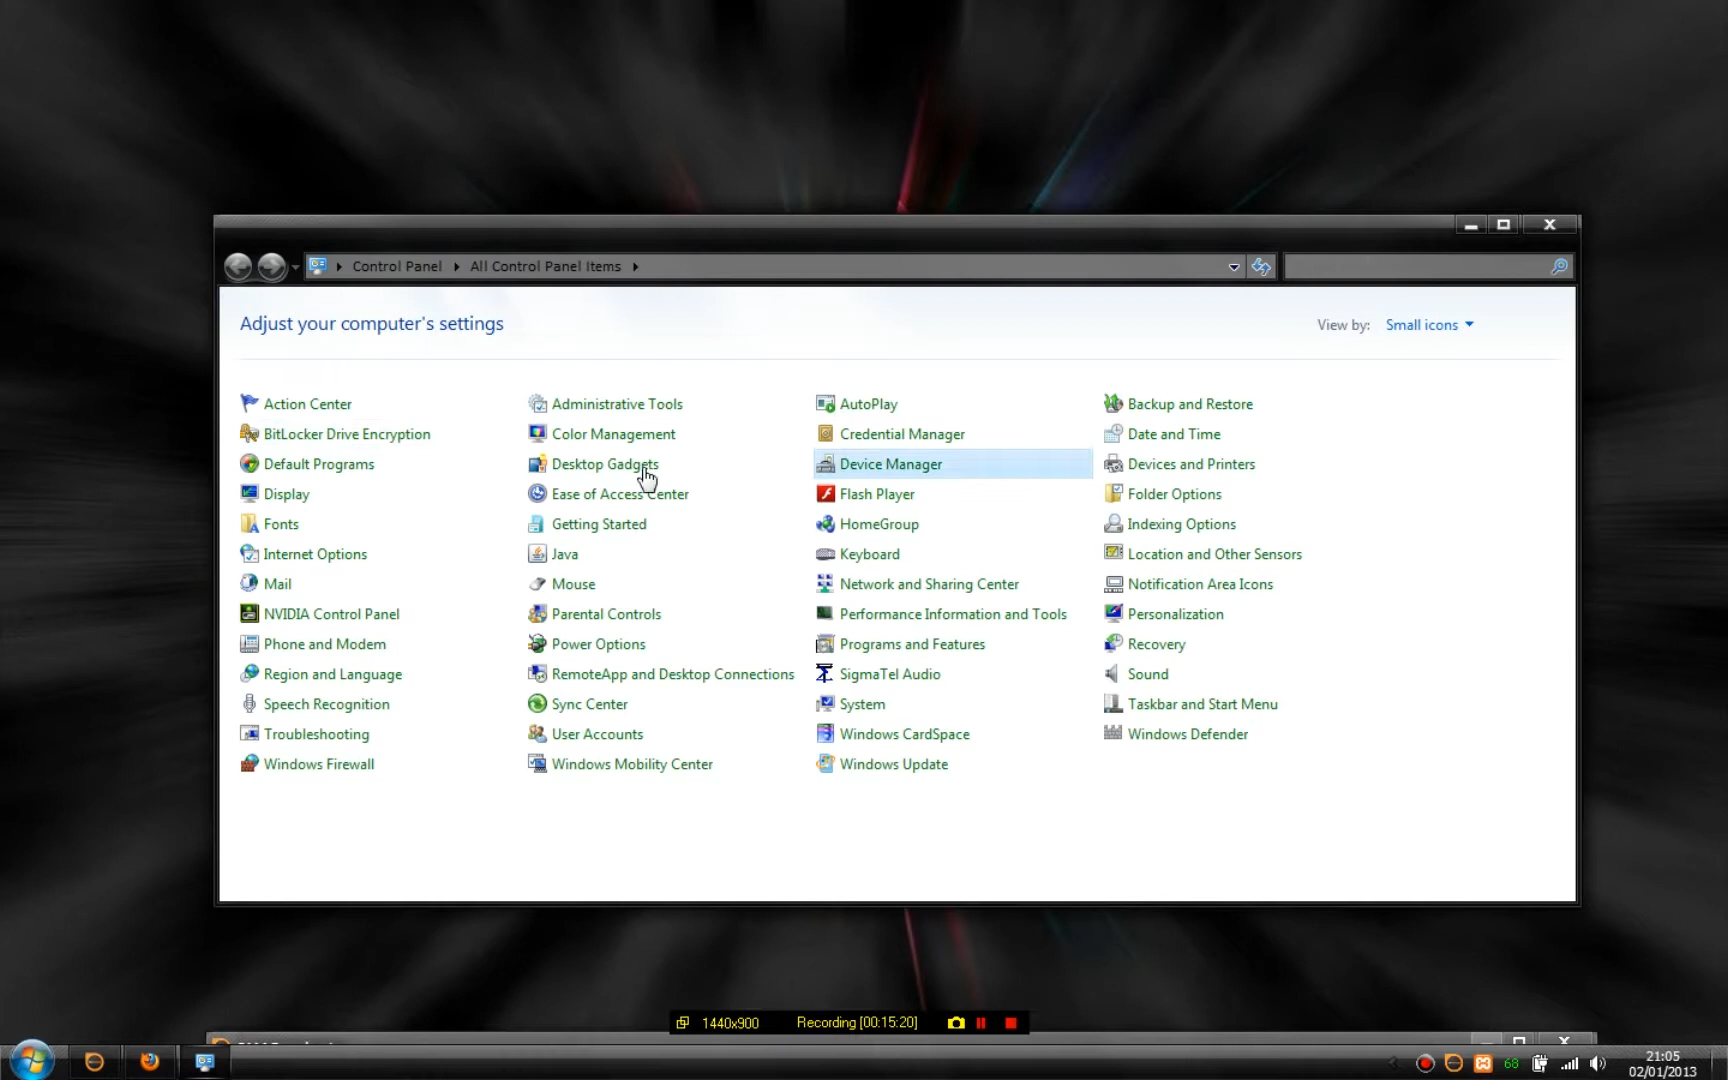 Control Panel All Control Panel Items
Adjust your computer's settings
View by: Small icons
Action Center
Administrative Tools
AutoPlay
Backup and Restore
BitLocker Drive Encryption
Color Management
Credential Manager
Date and Time
Default Programs
Desktop Gadgets
Device Manager
Devices and Printers
Display
Ease of Access Center
Flash Player
Folder Options
Fonts
Getting Started
HomeGroup
Indexing Options
Internet Options
Java
Keyboard
Location and Other Sensors
Mail
Mouse
Network and Sharing Center
Notification Area Icons
NVIDIA Control Panel
Parental Controls
Performance Information and Tools
Personalization
Phone and Modem
Power Options
Programs and Features
Recovery
Region and Language
RemoteApp and Desktop Connections
SigmaTel Audio
Sound
Speech Recognition
Sync Center
System
Taskbar and Start Menu
Troubleshooting
User Accounts
Windows CardSpace
Windows Defender
Windows Firewall
Windows Mobility Center
Windows Update
1440x900 Recording [00:15:20]
68
21:05
02/01/2013